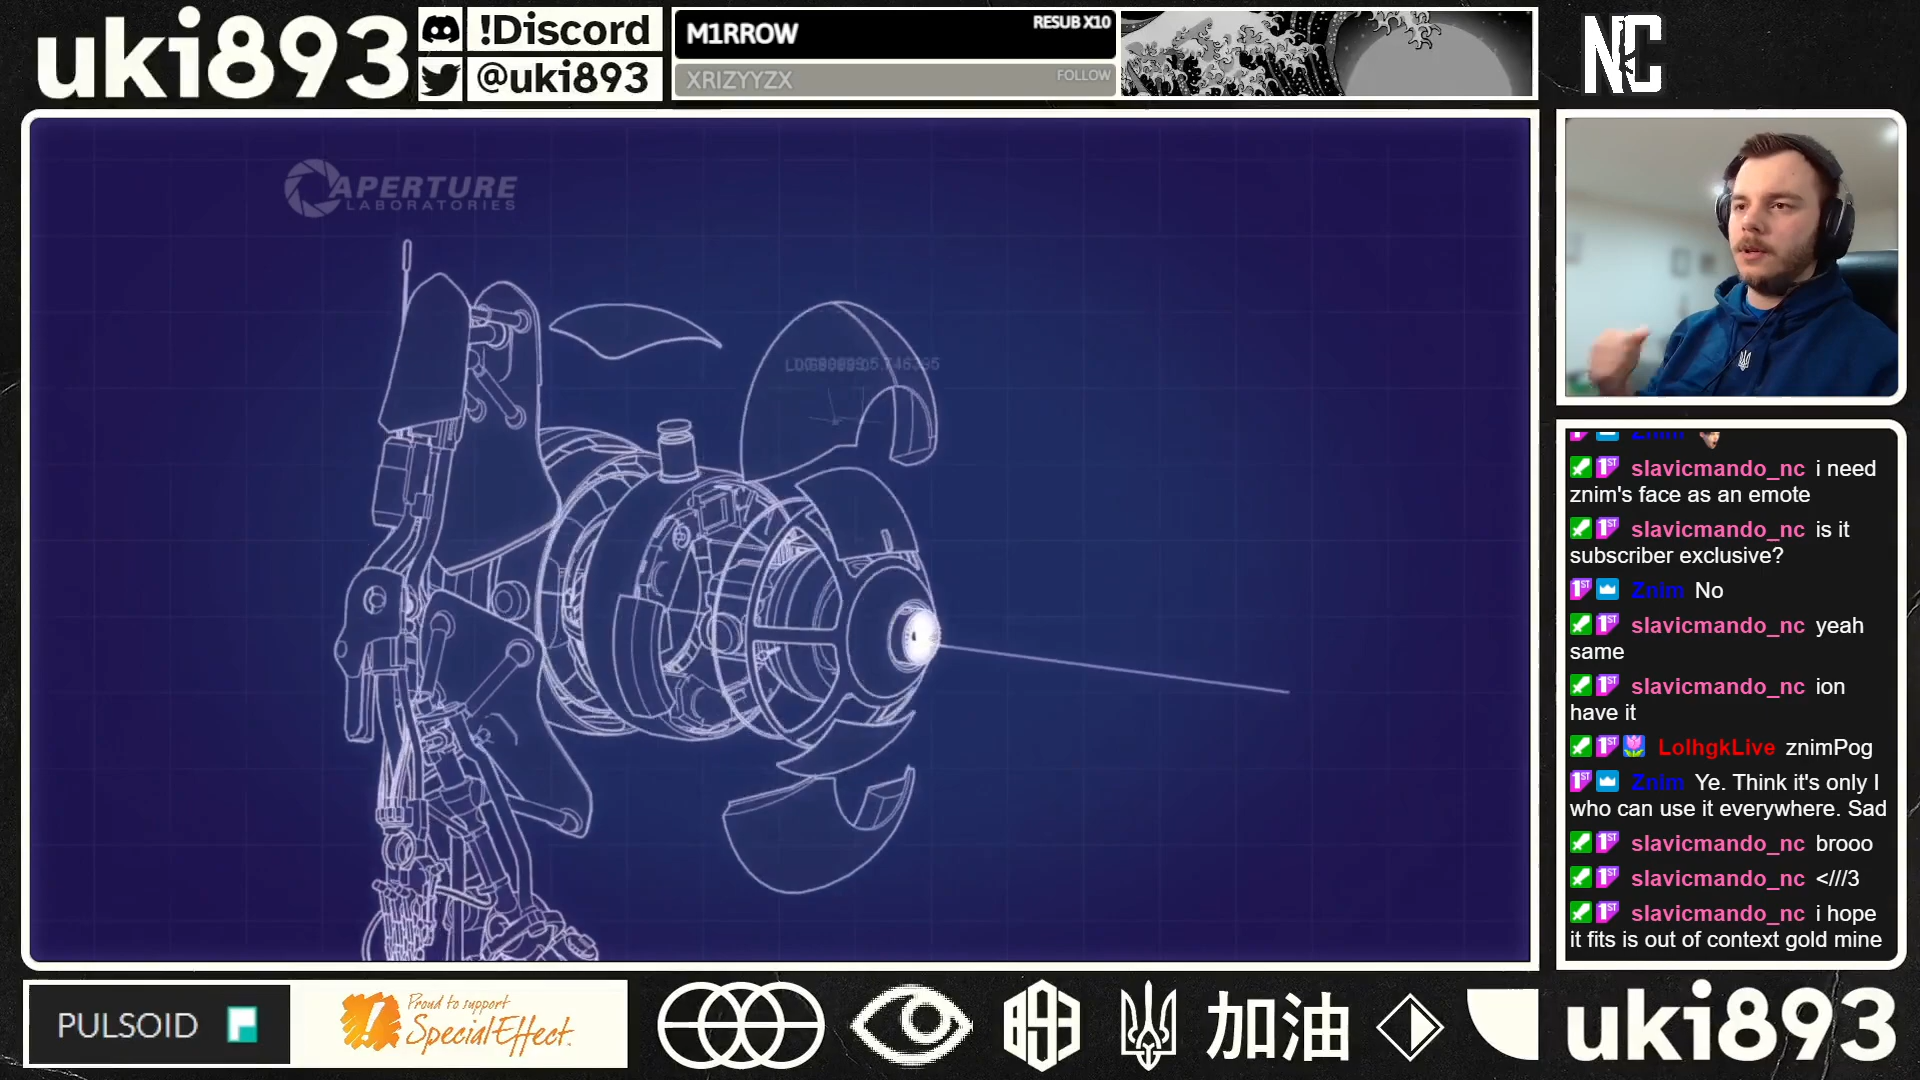 uki893
!Discord
@uki893
M1RROW
RESUB X10
XRIZYYZX
FOLLOW
NC
APERTURE
LABORATORIES
Znim
slavicmando_nc i need
znim's face as an emote
slavicmando_nc is it
subscriber exclusive?
Znim No
slavicmando_nc yeah
same
slavicmando_nc ion
have it
LolhgkLive znimPog
Znim Ye. Think it's only I
who can use it everywhere. Sad
slavicmando_nc brooo
slavicmando_nc <///3
slavicmando_nc i hope
it fits is out of context gold mine
PULSOID
Proud to support
SpecialEffect.
893
加油
uki893